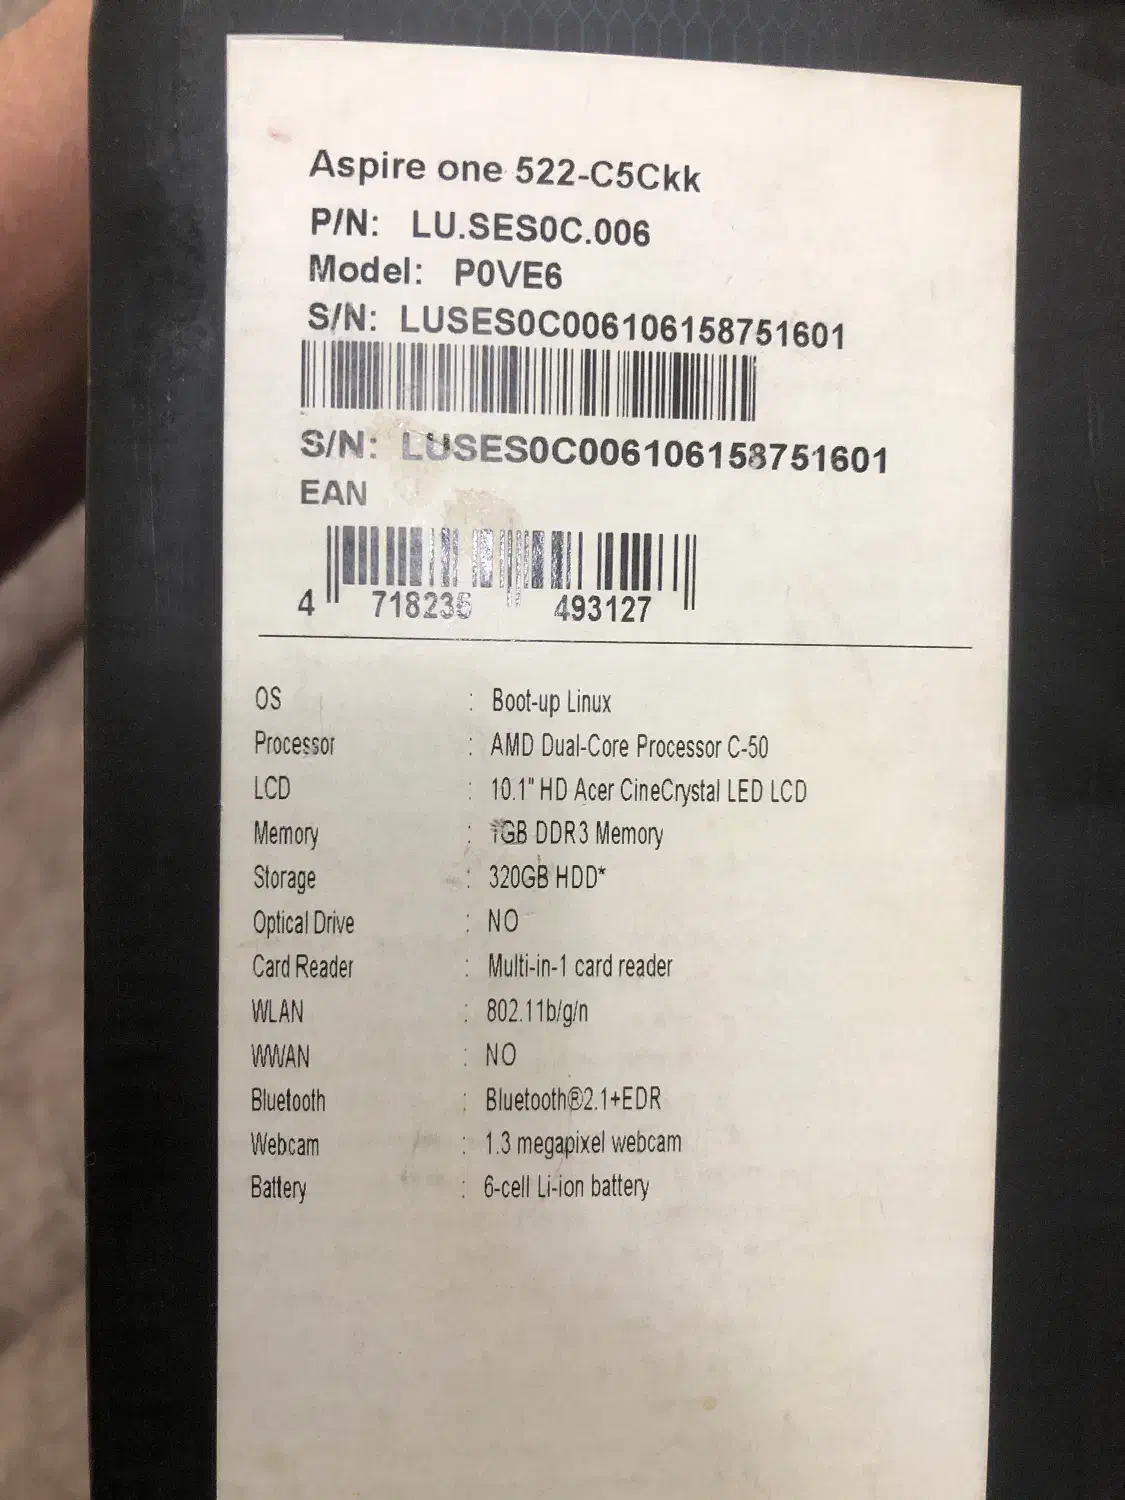 Aspire one 522-C5Ckk
P/N: LU.SES0C.006
Model: P0VE6
S/N: LUSES0C006106158751601
S/N: LUSES0C006106158751601
EAN
4 718235 493127
OS : Boot-up Linux
Processor : AMD Dual-Core Processor C-50
LCD : 10.1" HD Acer CineCrystal LED LCD
Memory : 1GB DDR3 Memory
Storage : 320GB HDD*
Optical Drive : NO
Card Reader : Multi-in-1 card reader
WLAN : 802.11b/g/n
WWAN : NO
Bluetooth : Bluetooth®2.1+EDR
Webcam : 1.3 megapixel webcam
Battery : 6-cell Li-ion battery